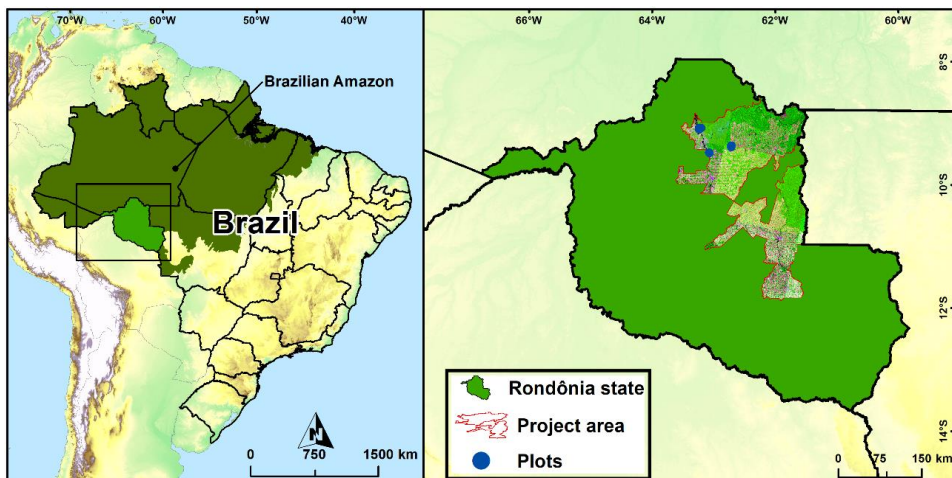 70°W 60°W 50°W 40°W
Brazilian Amazon
Brazil
N
0 750 1500 km
66°W 64°W 62°W 60°W
8°S
10°S
12°S
14°S
Rondônia state
Project area
Plots
0 75 150 km